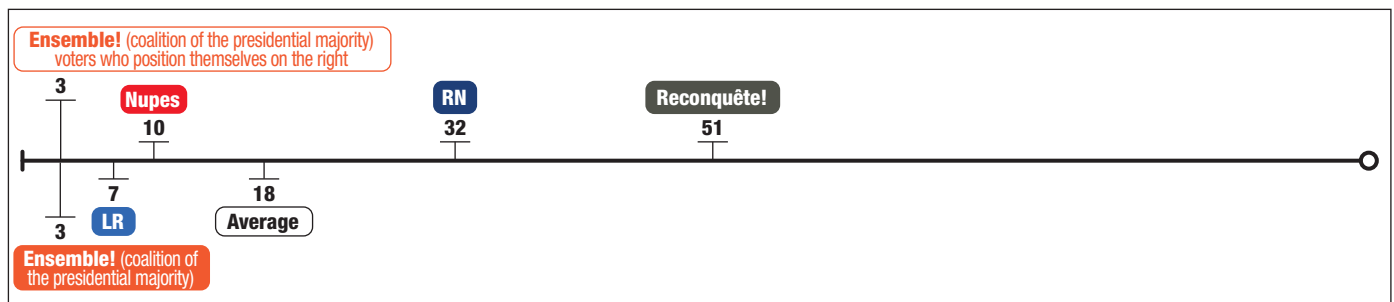 Ensemble! (coalition of the presidential majority)
voters who position themselves on the right
3
Nupes
10
RN
32
Reconquête!
51
7
LR
18
Average
3
Ensemble! (coalition of
the presidential majority)